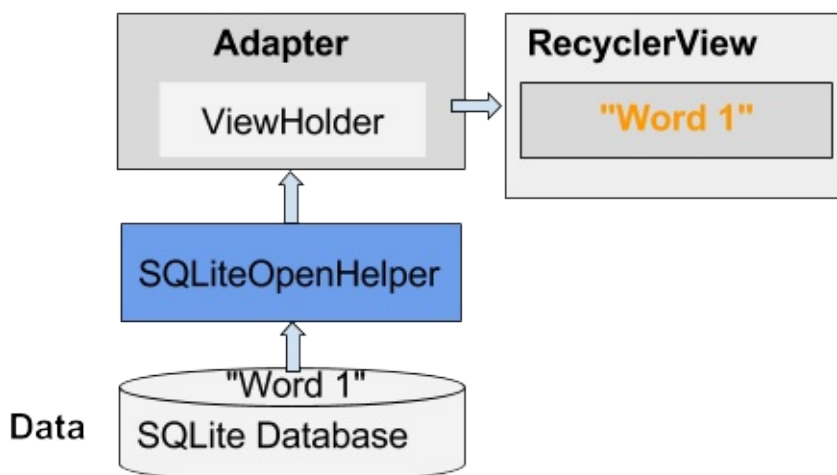 Adapter
ViewHolder
RecyclerView
"Word 1"
SQLiteOpenHelper
"Word 1"
Data
SQLite Database